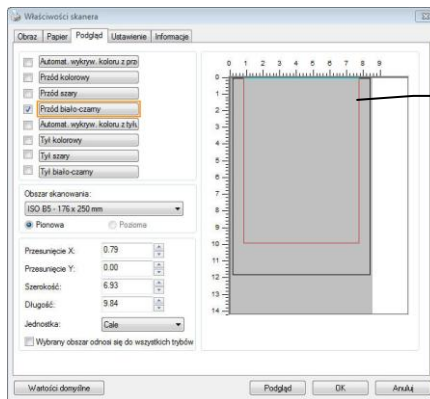 Właściwości skanera
Obraz Papier Podgląd Ustawienie Informacje
Automat. wykryw. koloru z prze
Przód kolorowy
Przód szary
Przód biało-czarny
Automat. wykryw. koloru z tyłu
Tył kolorowy
Tył szary
Tył biało-czarny
Obszar skanowania:
ISO B5 - 176 x 250 mm
Pionowa Pozioma
Przesunięcie X: 0.79
Przesunięcie Y: 0.00
Szerokość: 6.93
Długość: 9.84
Jednostka: Cale
Wybrany obszar odnosi się do wszystkich trybów
0 1 2 3 4 5 6 7 8 9
0
1
2
3
4
5
6
7
8
9
10
11
12
13
14
Wartości domyślne Podgląd OK Anuluj